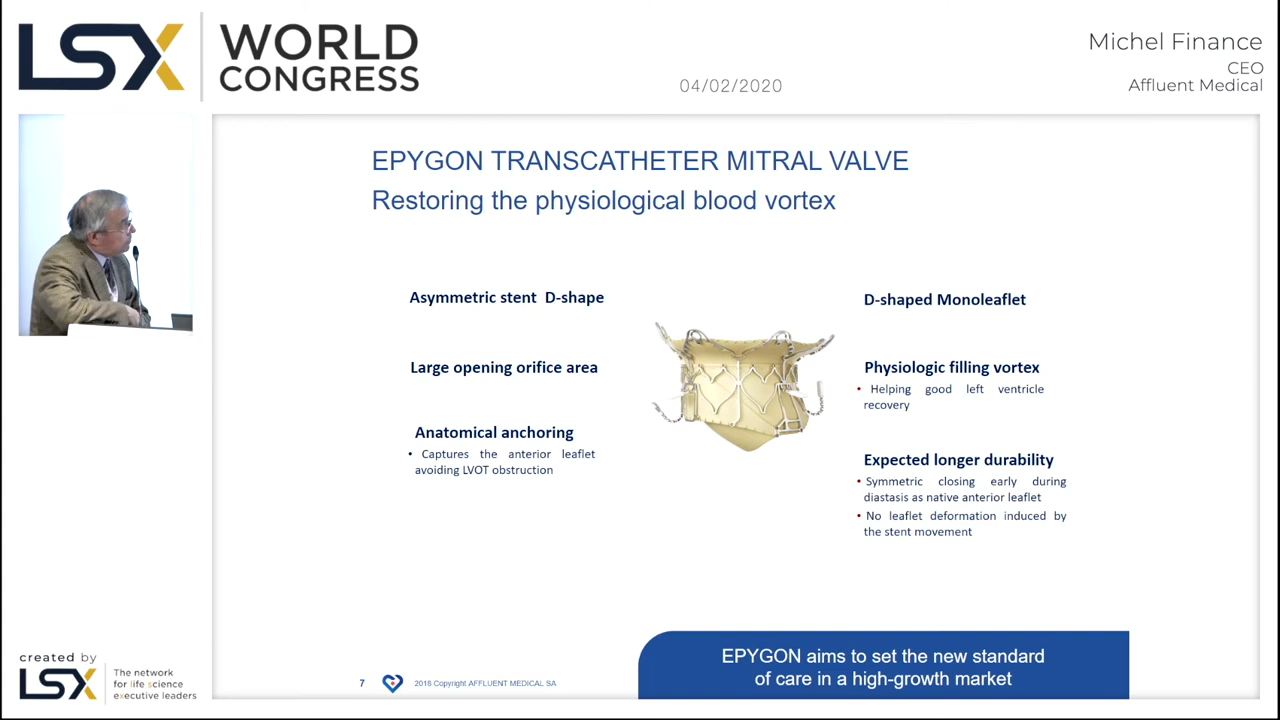 LSX
WORLD
CONGRESS
04/02/2020
Michel Finance
CEO
Affluent Medical
EPYGON TRANSCATHETER MITRAL VALVE
Restoring the physiological blood vortex
Asymmetric stent D-shape
Large opening orifice area
Anatomical anchoring
• Captures the anterior leaflet
avoiding LVOT obstruction
D-shaped Monoleaflet
Physiologic filling vortex
• Helping good left ventricle
recovery
Expected longer durability
• Symmetric closing early during
diastasis as native anterior leaflet
• No leaflet deformation induced by
the stent movement
EPYGON aims to set the new standard
of care in a high-growth market
7
2018 Copyright AFFLUENT MEDICAL SA
created by
LSX
The network
for life science
executive leaders